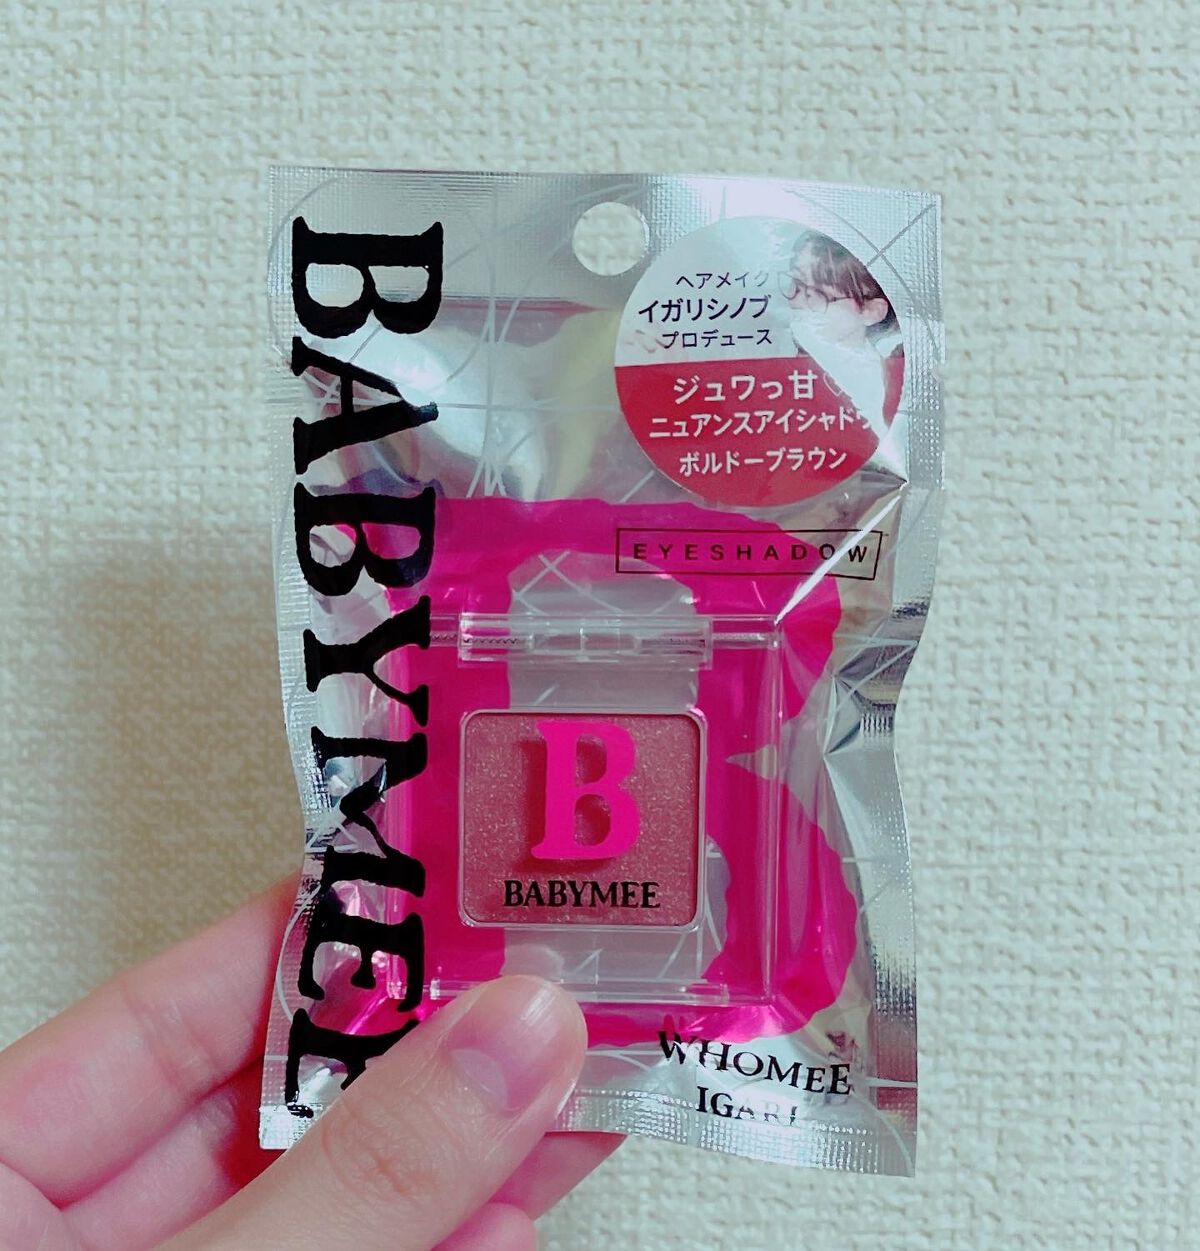 BABYMEE
ヘアメイク
イガリシノブ
プロデュース
ジュワっ甘♡
ニュアンスアイシャドウ
ボルドーブラウン
EYESHADOW
B
BABYMEE
WHOMEE
IGARI